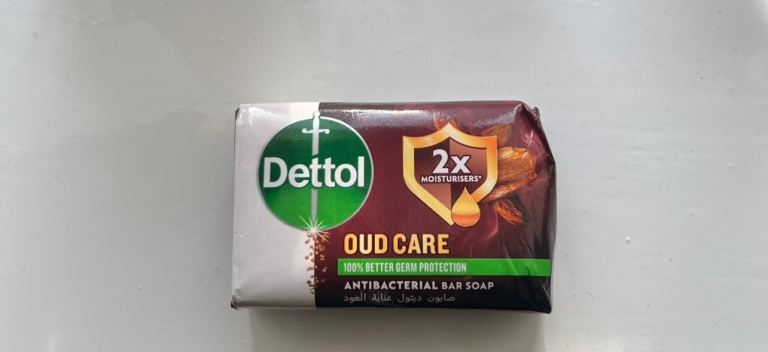 Dettol
2x
MOISTURISERS*
OUD CARE
100% BETTER GERM PROTECTION
ANTIBACTERIAL BAR SOAP
صابون ديتول عناية العود